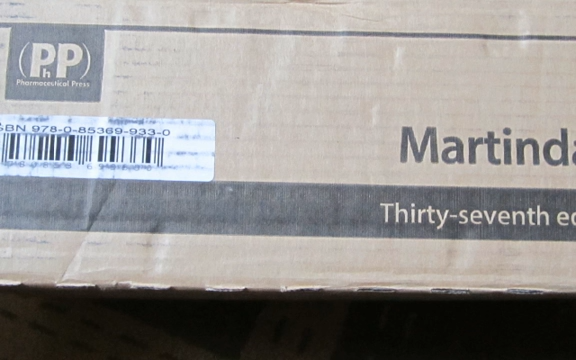 PhP
Pharmaceutical Press
SBN 978-0-85369-933-0
Martinda
Thirty-seventh ed